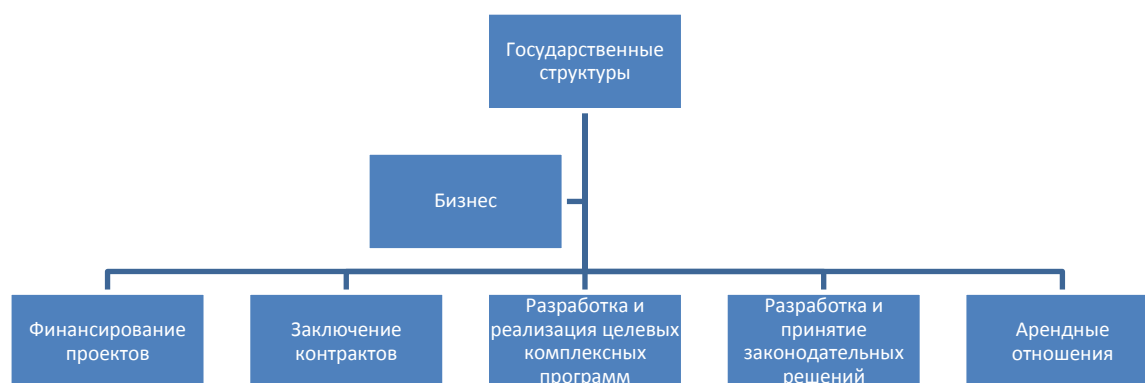 Государственные
структуры
Бизнес
Финансирование
проектов
Заключение
контрактов
Разработка и
реализация целевых
комплексных
программ
Разработка и
принятие
законодательных
решений
Арендные
отношения